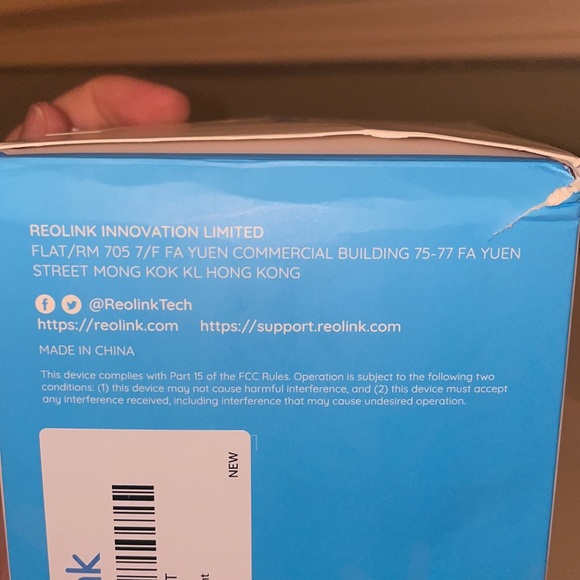 REOLINK INNOVATION LIMITED
FLAT/RM 705 7/F FA YUEN COMMERCIAL BUILDING 75-77 FA YUEN
STREET MONG KOK KL HONG KONG
@ReolinkTech
https://reolink.com https://support.reolink.com
MADE IN CHINA
This device complies with Part 15 of the FCC Rules. Operation is subject to the following two
conditions: (1) this device may not cause harmful interference, and (2) this device must accept
any interference received, including interference that may cause undesired operation.
NEW